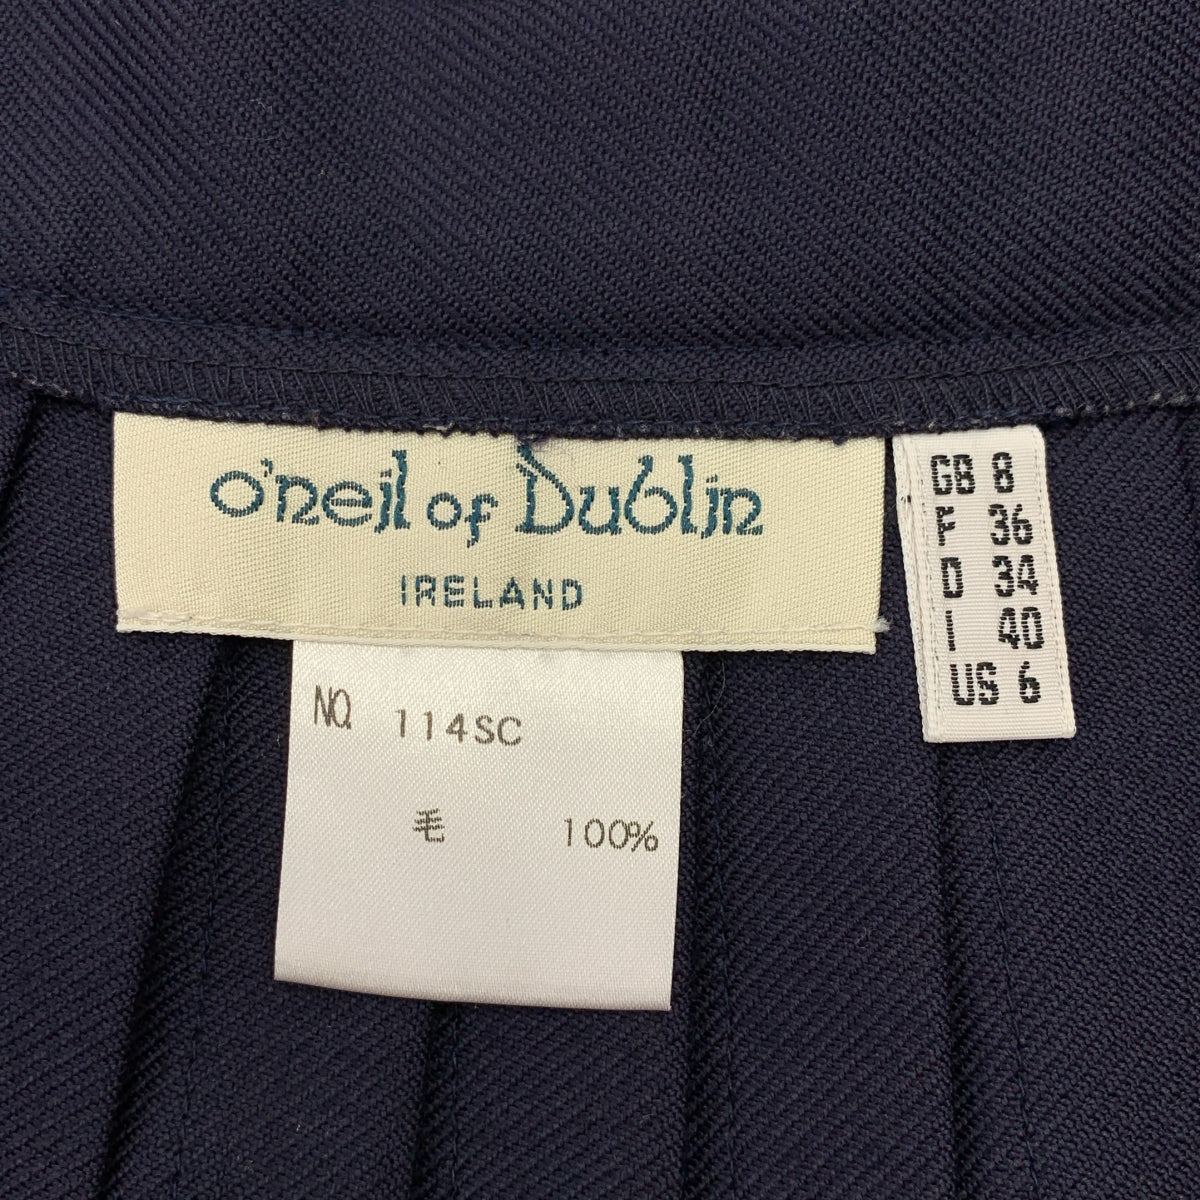 o'neil of Dublin
IRELAND
GB 8
F 36
D 34
I 40
US 6
NO. 114SC
毛 100%